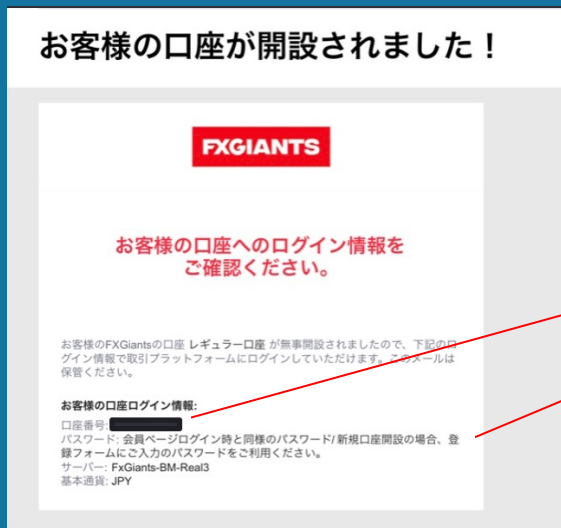 お客様の口座が開設されました！
FXGIANTS
お客様の口座へのログイン情報を
ご確認ください。
お客様のFXGiantsの口座 レギュラー口座 が無事開設されましたので、下記のロ
グイン情報で取引プラットフォームにログインしていただけます。このメールは
保管ください。
お客様の口座ログイン情報:
口座番号:
パスワード: 会員ページログイン時と同様のパスワード/ 新規口座開設の場合、登
録フォームにご入力のパスワードをご利用ください。
サーバー: FxGiants-BM-Real3
基本通貨: JPY